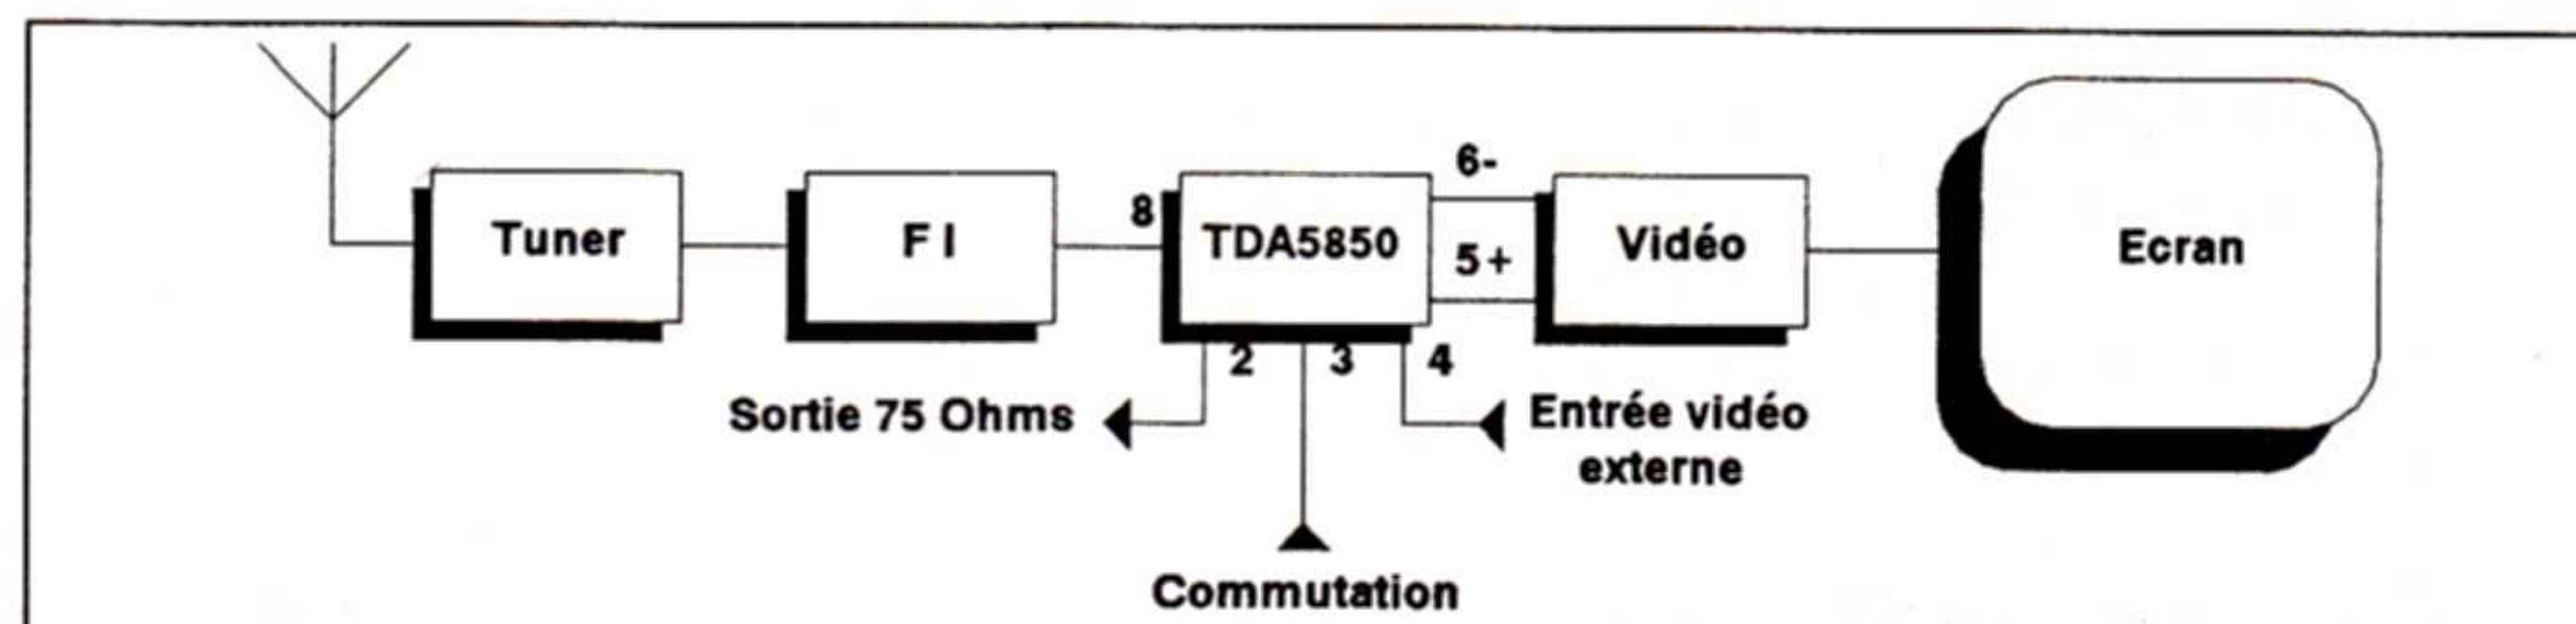 6-
8
Tuner
F I
TDA5850
5+
Vidéo
Ecran
2
3
4
Sortie 75 Ohms
Entrée vidéo
externe
Commutation